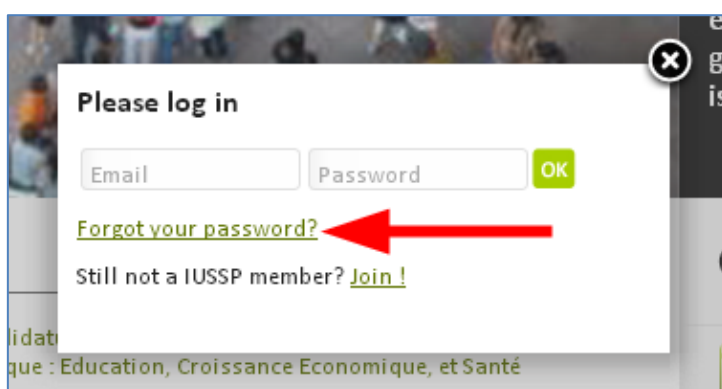 Please log in
Email Password OK
Forgot your password?
Still not a IUSSP member? Join !
que : Education, Croissance Economique, et Santé